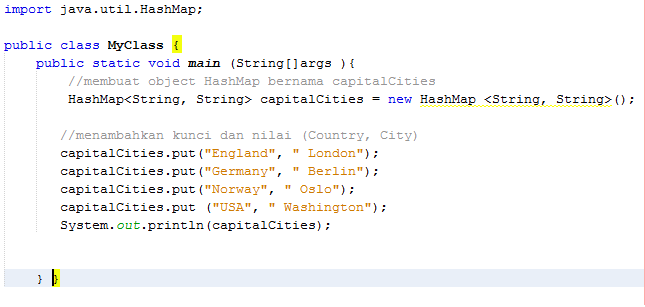 import java.util.HashMap;
public class MyClass {
public static void main (String[]args ){
//membuat object HashMap bernama capitalCities
HashMap<String, String> capitalCities = new HashMap <String, String>();
//menambahkan kunci dan nilai (Country, City)
capitalCities.put("England", " London");
capitalCities.put("Germany", " Berlin");
capitalCities.put("Norway", " Oslo");
capitalCities.put ("USA", " Washington");
System.out.println(capitalCities);
} }